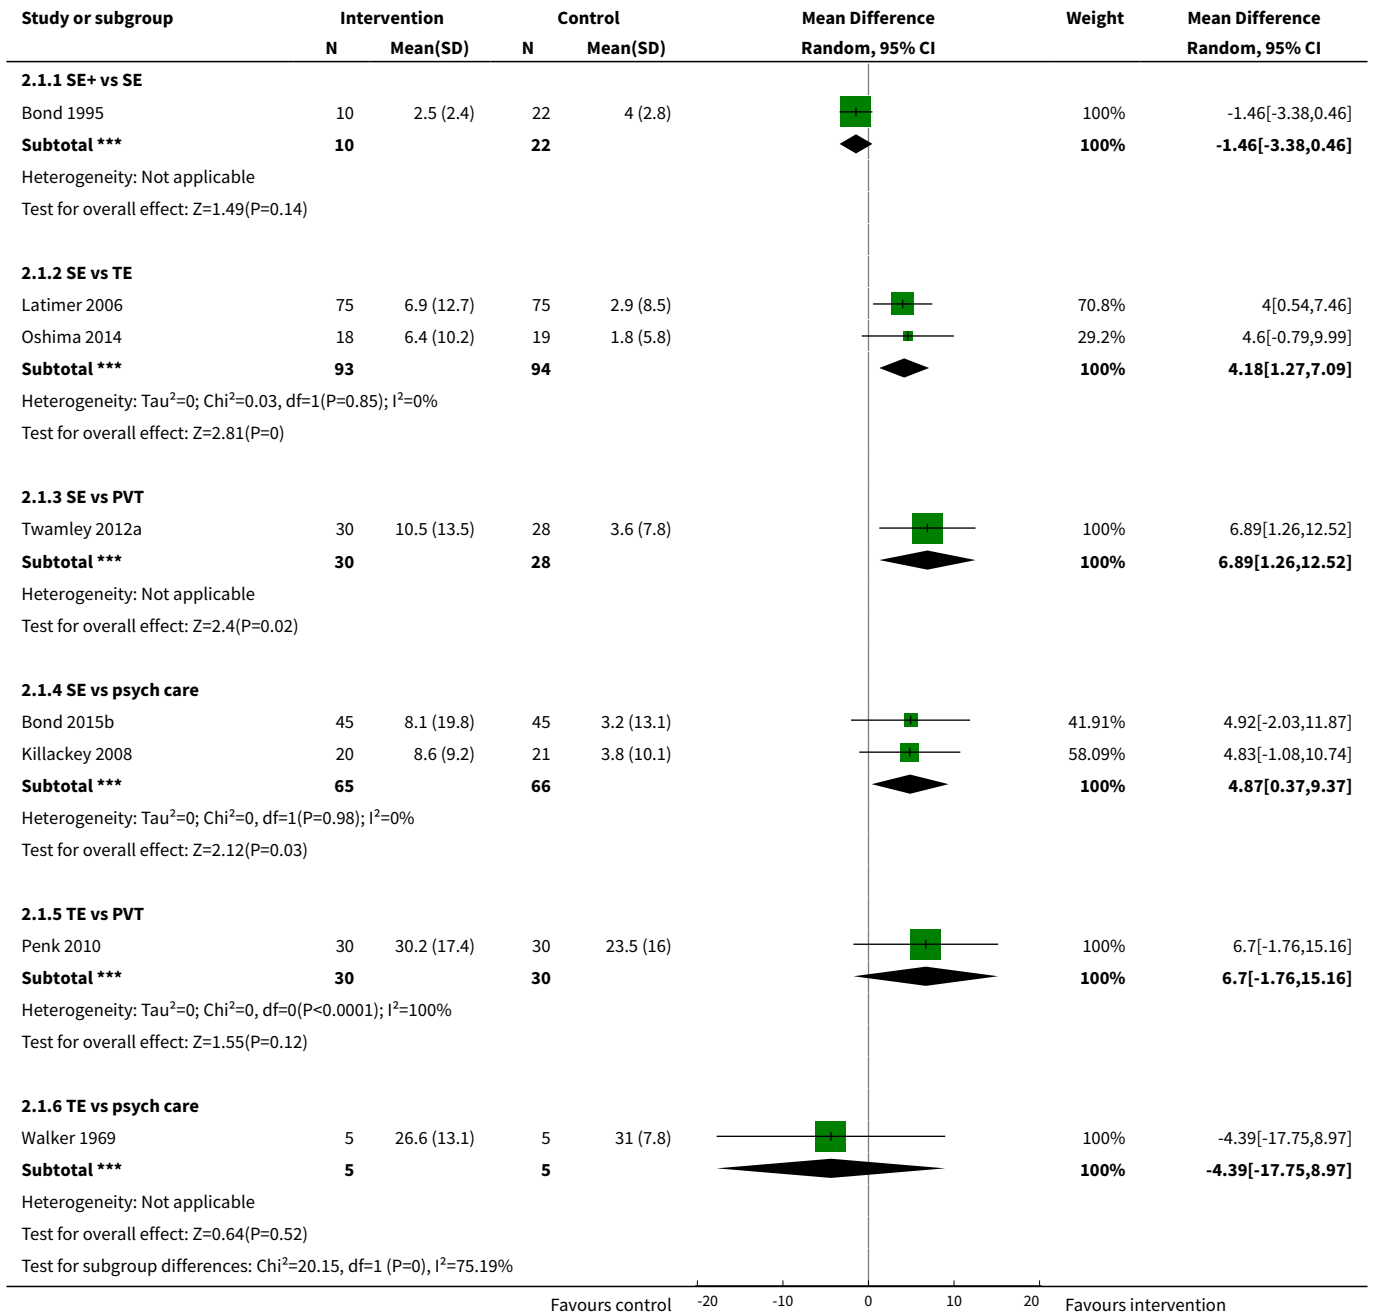 Study or subgroup Intervention Control Mean Difference Weight Mean Difference
N Mean(SD) N Mean(SD) Random, 95% CI Random, 95% CI
2.1.1 SE+ vs SE
Bond 1995 10 2.5 (2.4) 22 4 (2.8) 100% -1.46[-3.38,0.46]
Subtotal *** 10 22 100% -1.46[-3.38,0.46]
Heterogeneity: Not applicable
Test for overall effect: Z=1.49(P=0.14)
2.1.2 SE vs TE
Latimer 2006 75 6.9 (12.7) 75 2.9 (8.5) 70.8% 4[0.54,7.46]
Oshima 2014 18 6.4 (10.2) 19 1.8 (5.8) 29.2% 4.6[-0.79,9.99]
Subtotal *** 93 94 100% 4.18[1.27,7.09]
Heterogeneity: Tau²=0; Chi²=0.03, df=1(P=0.85); I²=0%
Test for overall effect: Z=2.81(P=0)
2.1.3 SE vs PVT
Twamley 2012a 30 10.5 (13.5) 28 3.6 (7.8) 100% 6.89[1.26,12.52]
Subtotal *** 30 28 100% 6.89[1.26,12.52]
Heterogeneity: Not applicable
Test for overall effect: Z=2.4(P=0.02)
2.1.4 SE vs psych care
Bond 2015b 45 8.1 (19.8) 45 3.2 (13.1) 41.91% 4.92[-2.03,11.87]
Killackey 2008 20 8.6 (9.2) 21 3.8 (10.1) 58.09% 4.83[-1.08,10.74]
Subtotal *** 65 66 100% 4.87[0.37,9.37]
Heterogeneity: Tau²=0; Chi²=0, df=1(P=0.98); I²=0%
Test for overall effect: Z=2.12(P=0.03)
2.1.5 TE vs PVT
Penk 2010 30 30.2 (17.4) 30 23.5 (16) 100% 6.7[-1.76,15.16]
Subtotal *** 30 30 100% 6.7[-1.76,15.16]
Heterogeneity: Tau²=0; Chi²=0, df=0(P<0.0001); I²=100%
Test for overall effect: Z=1.55(P=0.12)
2.1.6 TE vs psych care
Walker 1969 5 26.6 (13.1) 5 31 (7.8) 100% -4.39[-17.75,8.97]
Subtotal *** 5 5 100% -4.39[-17.75,8.97]
Heterogeneity: Not applicable
Test for overall effect: Z=0.64(P=0.52)
Test for subgroup differences: Chi²=20.15, df=1 (P=0), I²=75.19%
Favours control -20 -10 0 10 20 Favours intervention